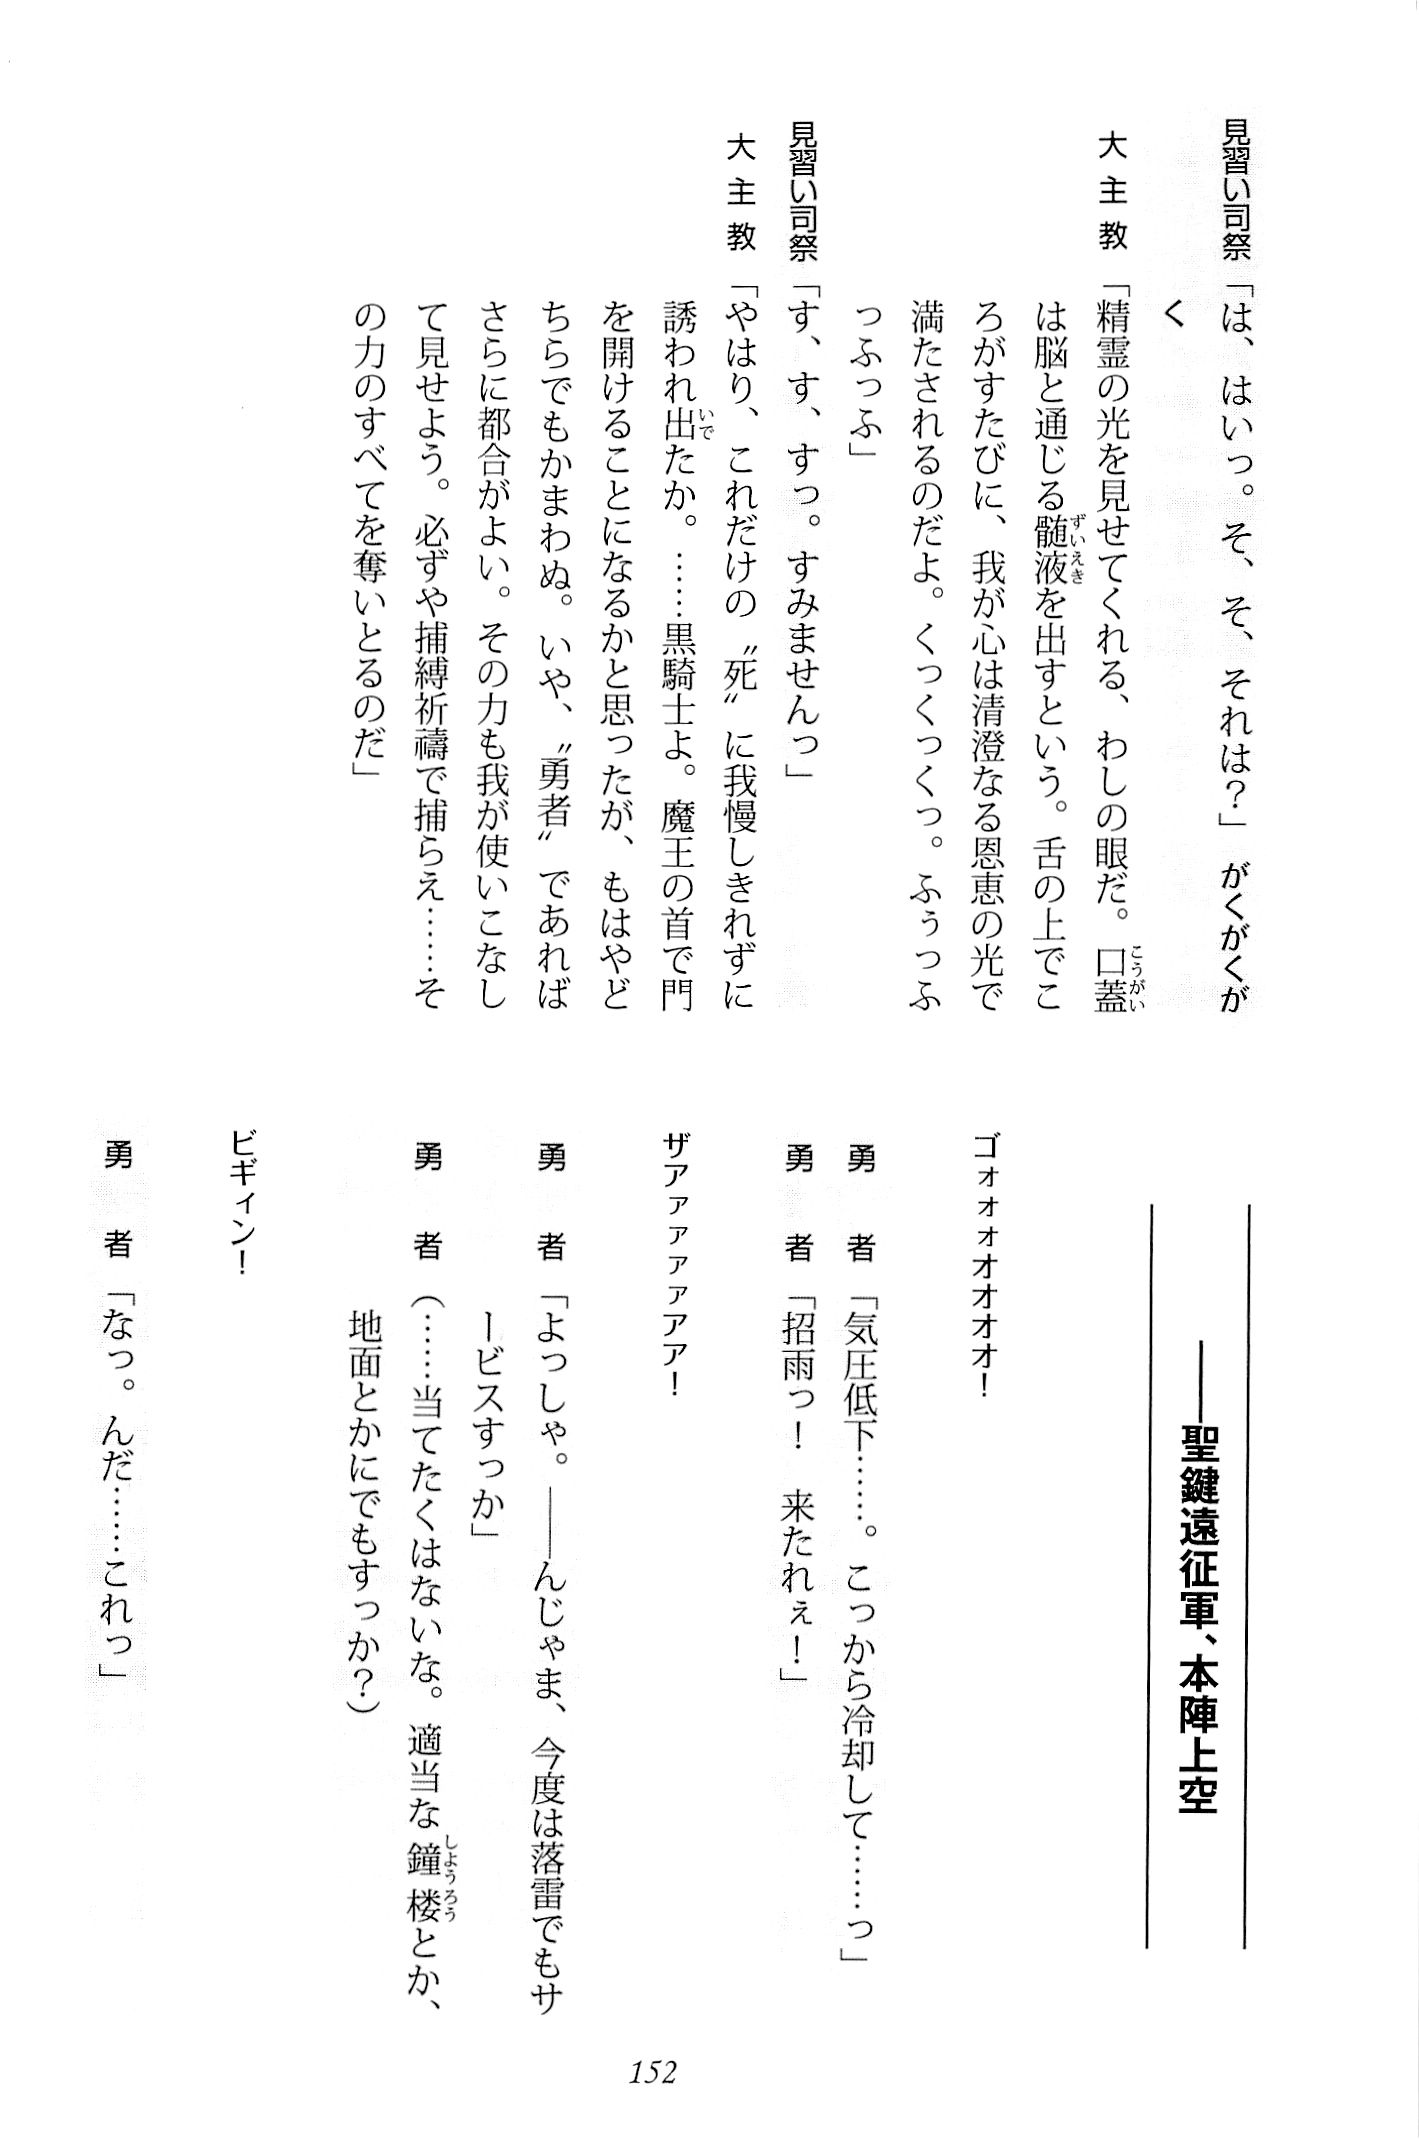 見習い司祭「は、はいっ。そ、そ、それは？」がくがくが
く
大主教「精霊の光を見せてくれる、わしの眼だ。口蓋
は脳と通じる髄液を出すという。舌の上でこ
ろがすたびに、我が心は清澄なる恩恵の光で
満たされるのだよ。くっくっくっ。ふぅっふ
っふっふ」
見習い司祭「す、す、すっ。すみませんっ」
大主教「やはり、これだけの〝死〟に我慢しきれずに
誘われ出たか。……黒騎士よ。魔王の首で門
を開けることになるかと思ったが、もはやど
ちらでもかまわぬ。いや、〝勇者〟であれば
さらに都合がよい。その力も我が使いこなし
て見せよう。必ずや捕縛祈禱で捕らえ……そ
の力のすべてを奪いとるのだ」
――聖鍵遠征軍、本陣上空
ゴォォォオオオオ！
勇者「気圧低下……。こっから冷却して………っ」
勇者「招雨っ！　来たれぇ！」
ザアァァァァアア！
勇者「よっしゃ。――んじゃま、今度は落雷でもサ
ービスすっか」
勇者（……当てたくはないな。適当な鐘楼とか、
地面とかにでもすっか？）
ビギィン！
勇者「なっ。んだ……これっ」
152